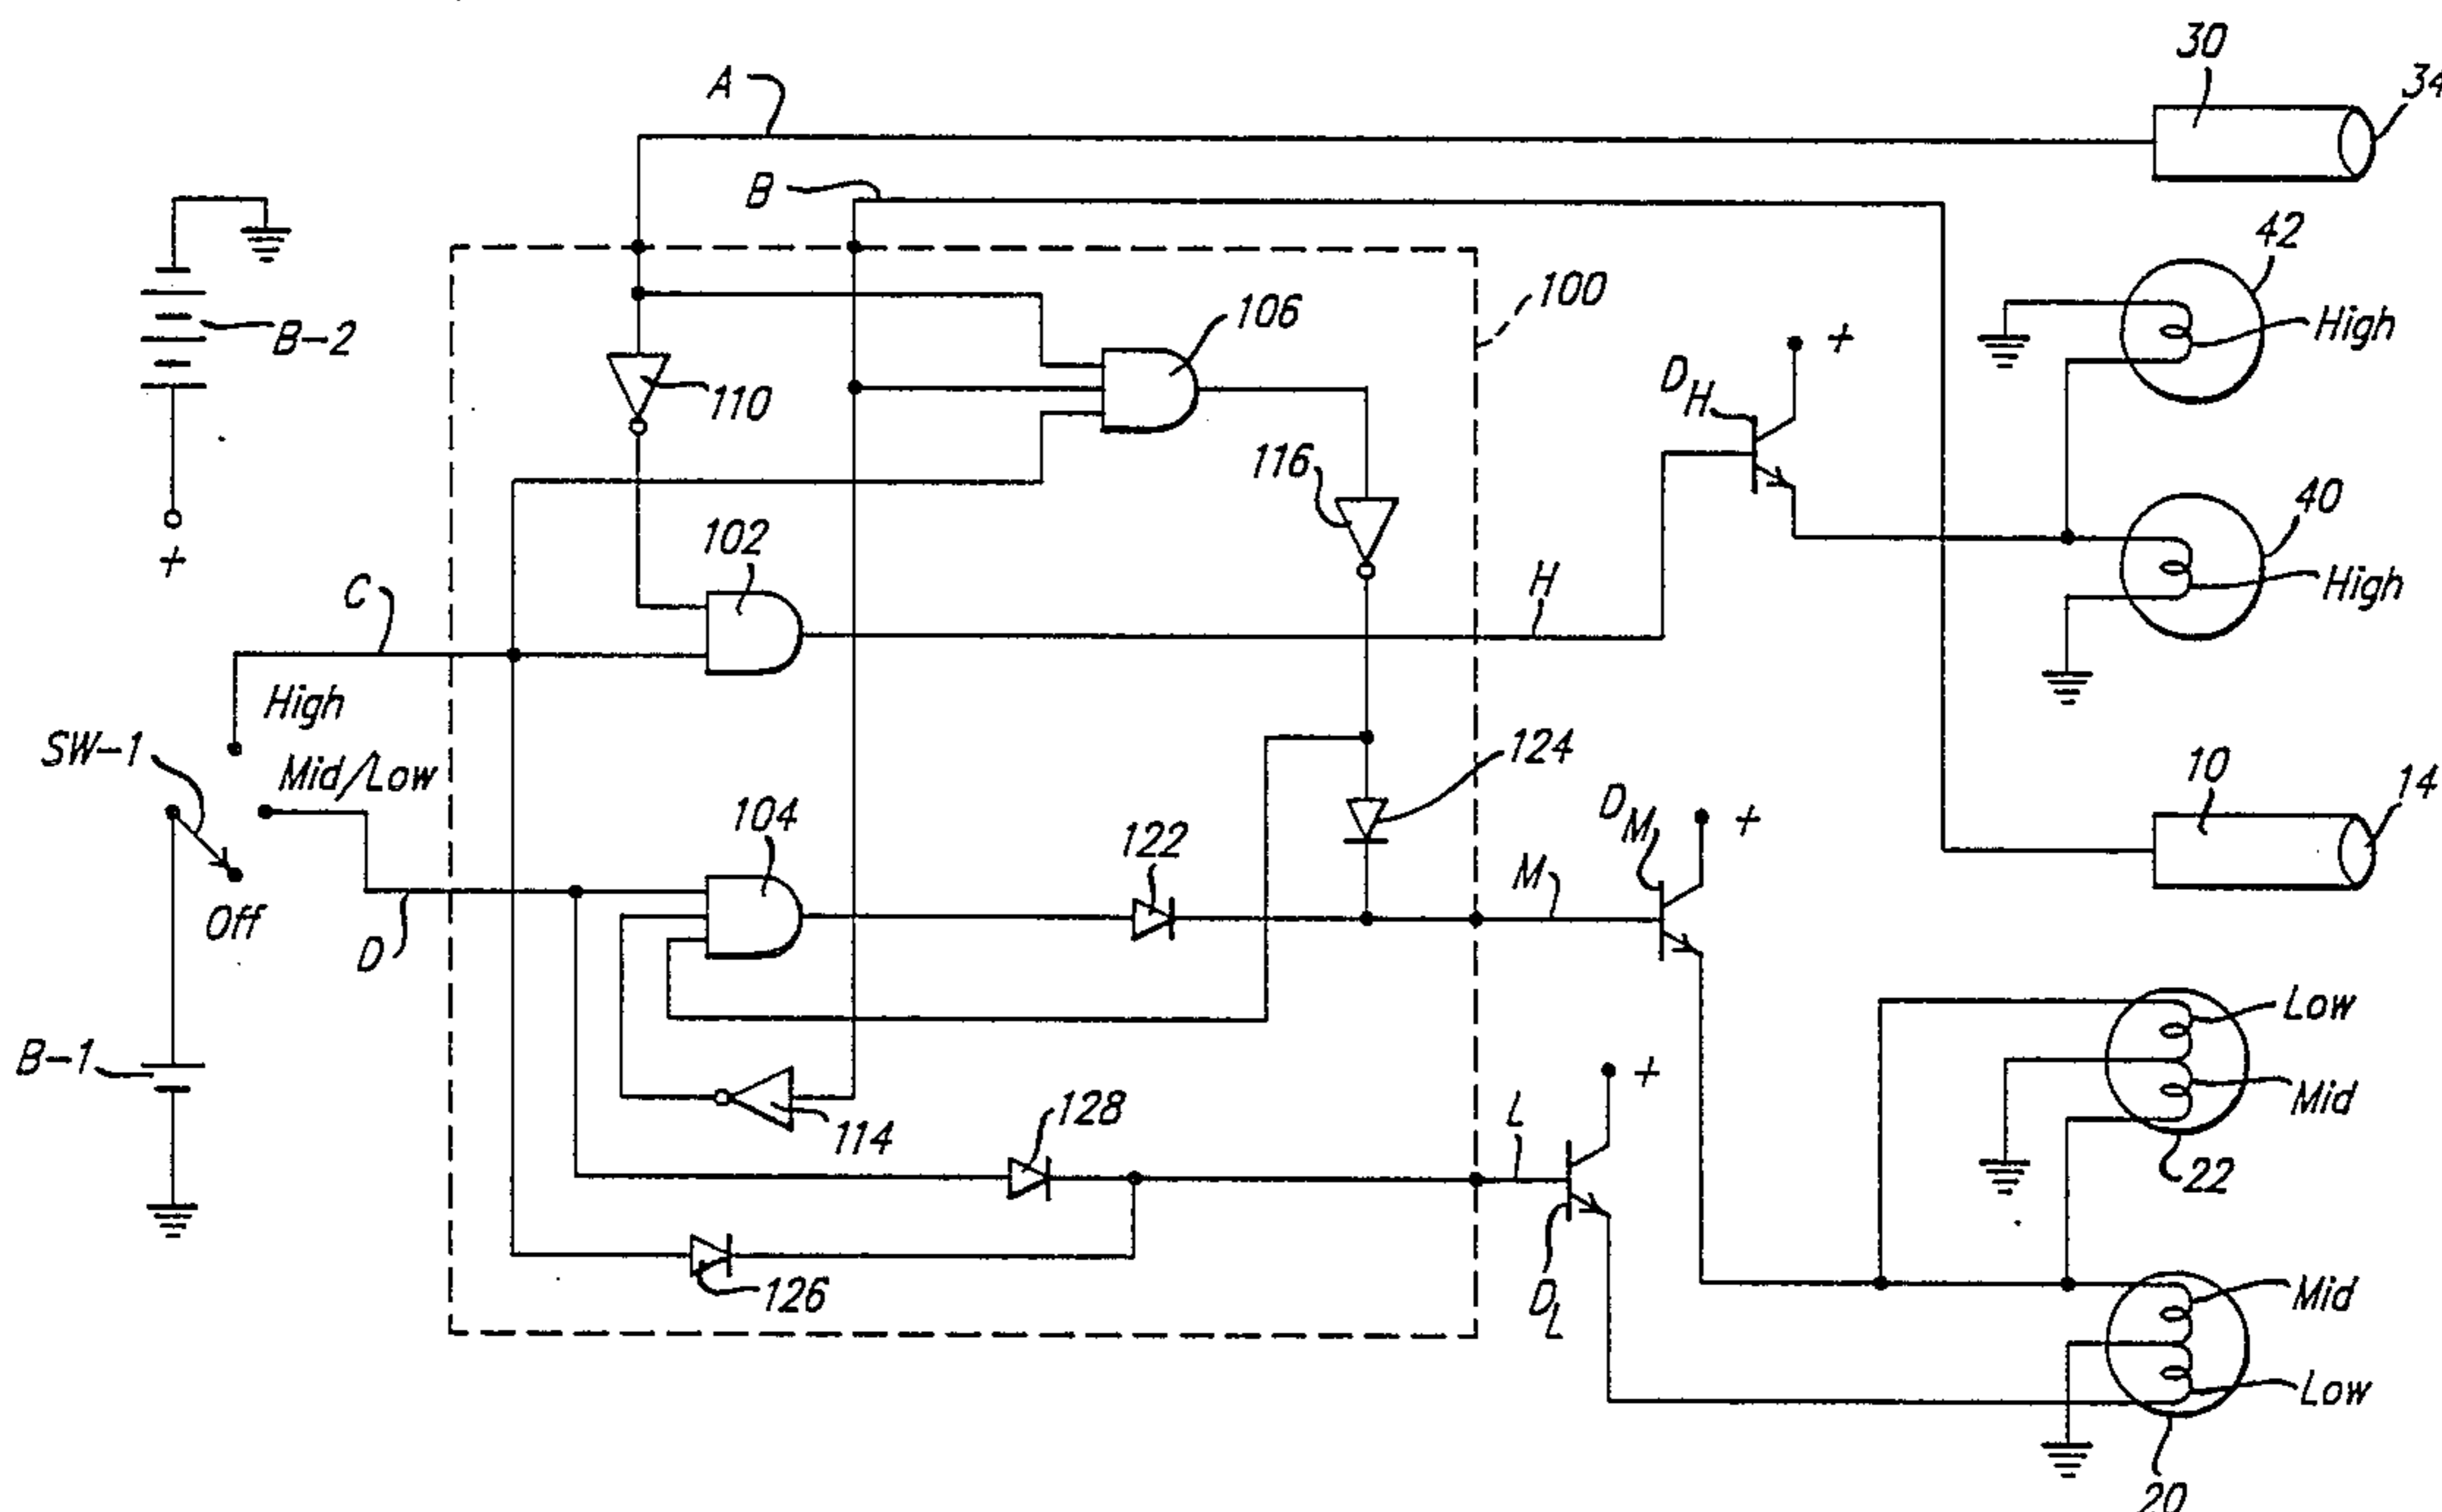 30
34
A
B
42
100
106
B-2
High
+
D_H
110
116
40
102
+
C
H
High
High
SW-1
Mid/Low
124
10
14
104
122
D_M
+
M
Off
D
Low
B-1
+
Mid
128
L
114
22
126
D_L
Mid
Low
20